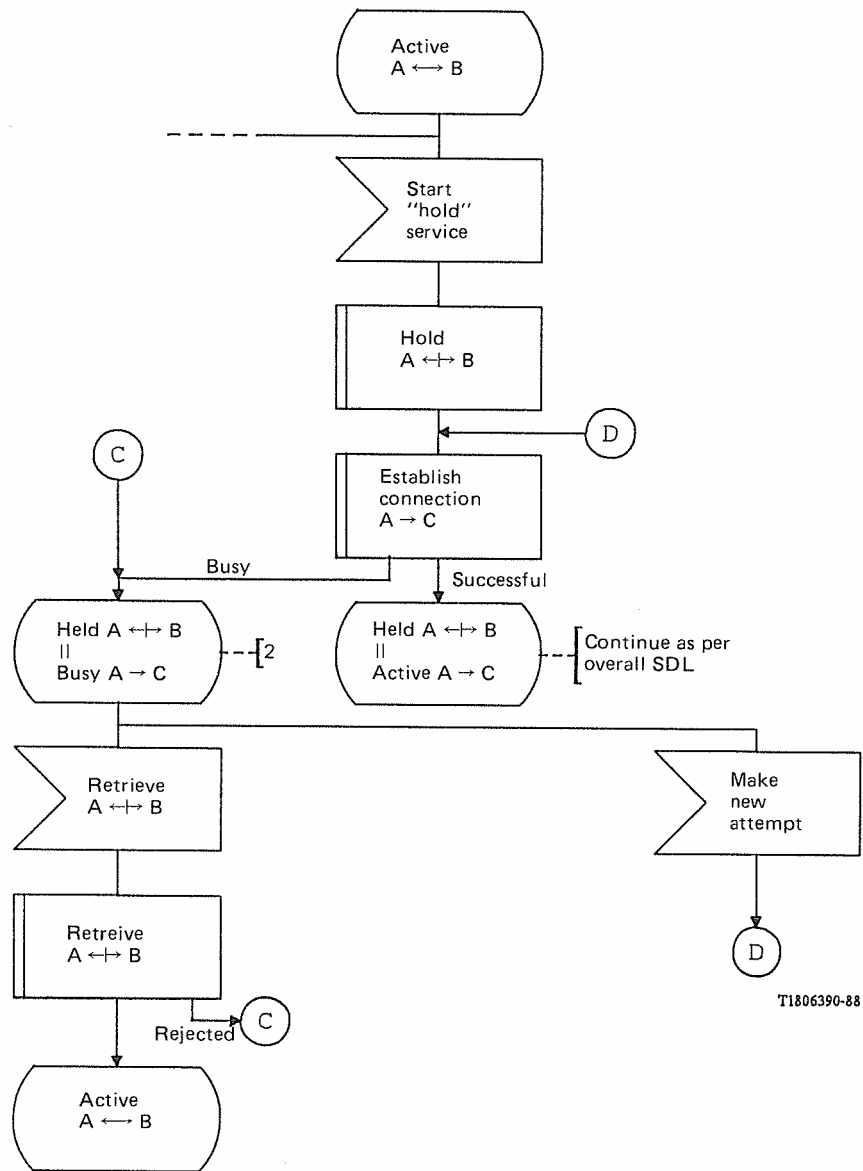 Active
A ⟷ B
Start
"hold"
service
Hold
A ↤↦ B
D
C
Establish
connection
A → C
Busy
Successful
Held A ↤↦ B
||
Busy A → C
2
Held A ↤↦ B
||
Active A → C
Continue as per
overall SDL
Retrieve
A ↤↦ B
Make
new
attempt
Retreive
A ↤↦ B
D
T1806390-88
Rejected
C
Active
A ⟷ B